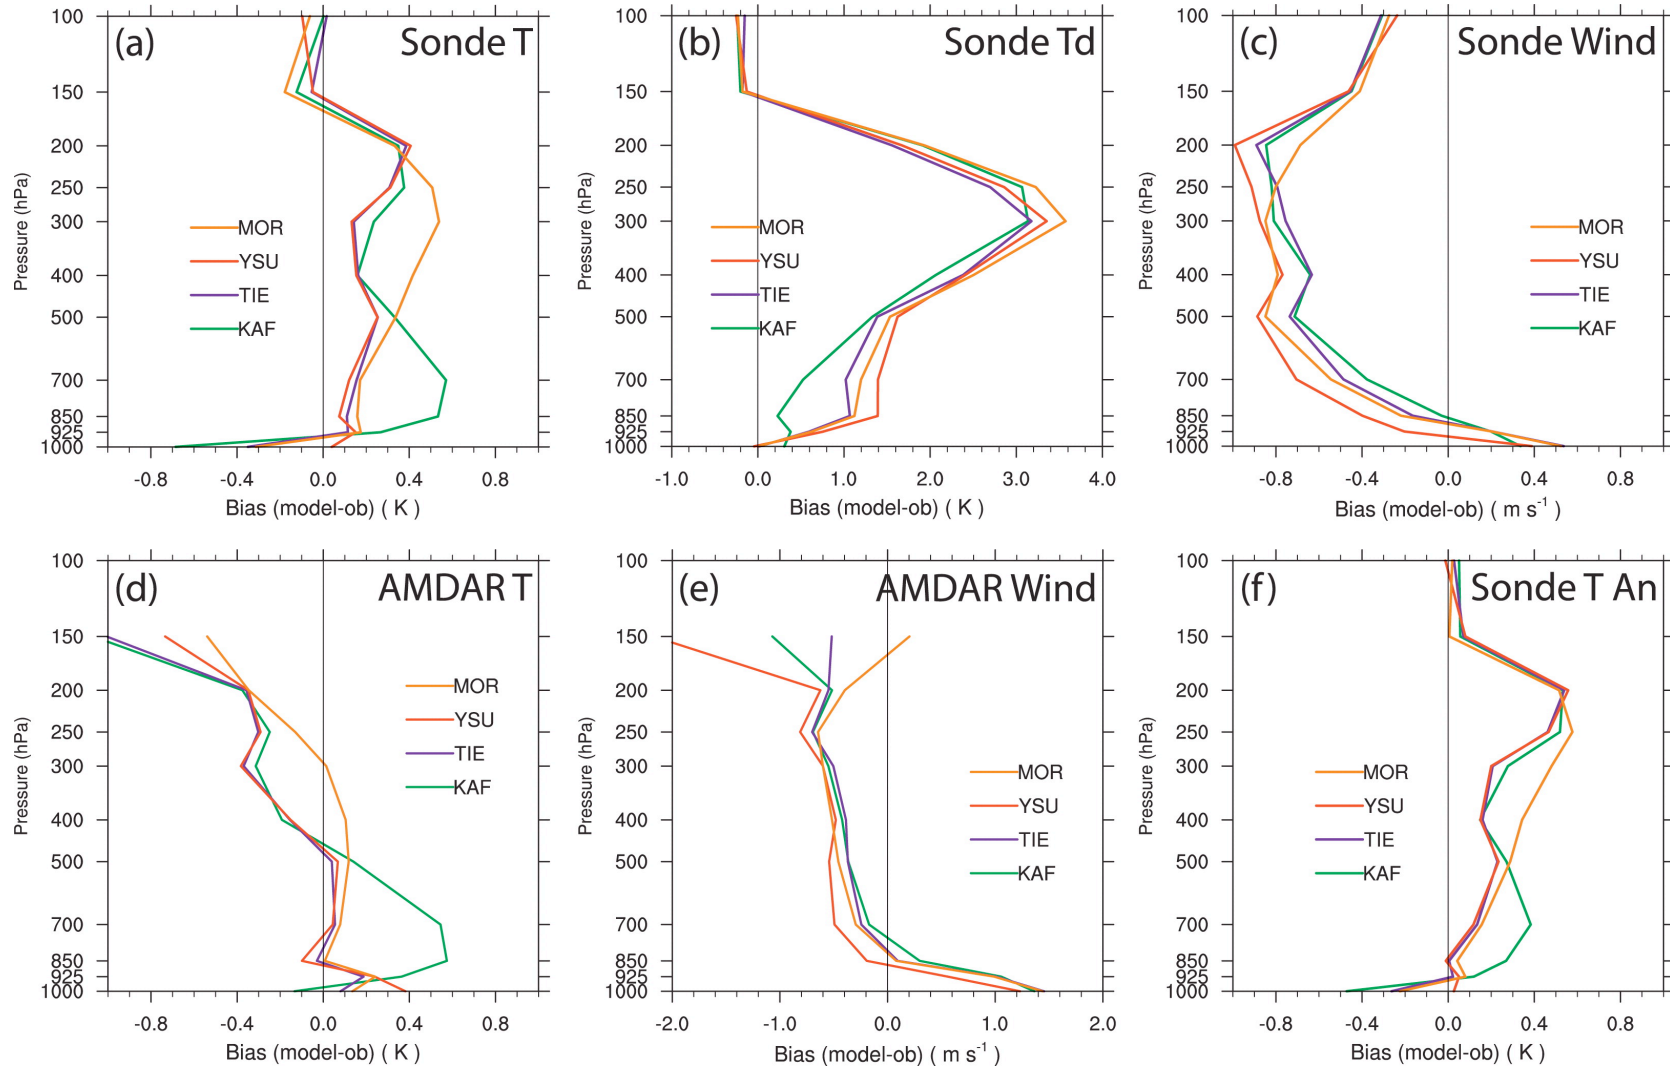 (a) Sonde T
100
150
200
250
300
400
500
700
850
925
1000
Pressure (hPa)
MOR
YSU
TIE
KAF
-0.8 -0.4 0.0 0.4 0.8
Bias (model-ob) ( K )
(b) Sonde Td
100
150
200
250
300
400
500
700
850
925
1000
Pressure (hPa)
MOR
YSU
TIE
KAF
-1.0 0.0 1.0 2.0 3.0 4.0
Bias (model-ob) ( K )
(c) Sonde Wind
100
150
200
250
300
400
500
700
850
925
1000
Pressure (hPa)
MOR
YSU
TIE
KAF
-0.8 -0.4 0.0 0.4 0.8
Bias (model-ob) ( m s⁻¹ )
(d) AMDAR T
100
150
200
250
300
400
500
700
850
925
1000
Pressure (hPa)
MOR
YSU
TIE
KAF
-0.8 -0.4 0.0 0.4 0.8
Bias (model-ob) ( K )
(e) AMDAR Wind
100
150
200
250
300
400
500
700
850
925
1000
Pressure (hPa)
MOR
YSU
TIE
KAF
-2.0 -1.0 0.0 1.0 2.0
Bias (model-ob) ( m s⁻¹ )
(f) Sonde T An
100
150
200
250
300
400
500
700
850
925
1000
Pressure (hPa)
MOR
YSU
TIE
KAF
-0.8 -0.4 0.0 0.4 0.8
Bias (model-ob) ( K )